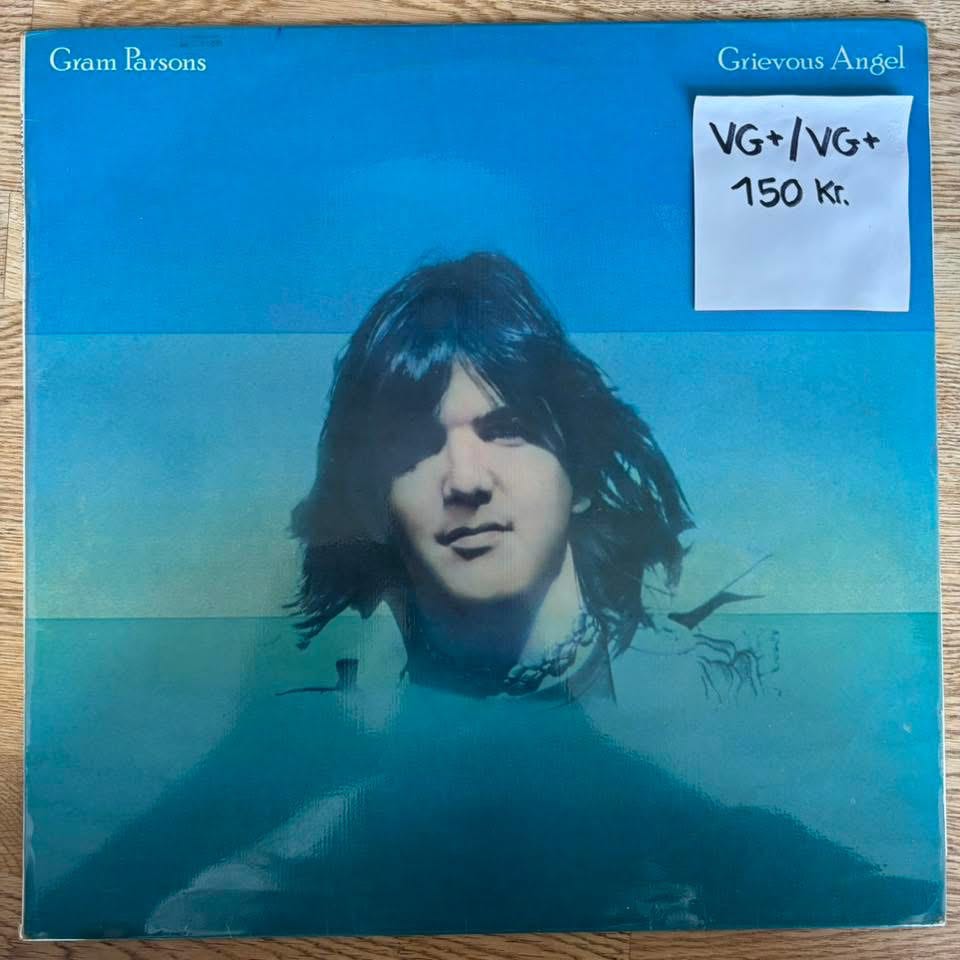 Gram Parsons
Grievous Angel
VG+/VG+
150 Kr.